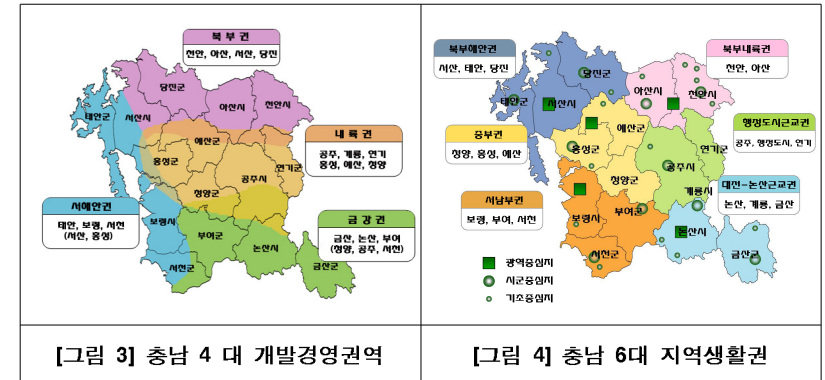 북 부 권
천안, 아산, 서산, 당진
당진군
아산시
천안시
태안군
서산시
예산군
홍성군
내 륙 권
공주, 계룡, 연기
홍성, 예산, 청양
연기군
공주시
청양군
서해안권
태안, 보령, 서천
(서산, 홍성)
보령시
부여군
논산시
금 강 권
금산, 논산, 부여
(청양, 공주, 서천)
서천군
금산군
[그림 3] 충남 4 대 개발경영권역
북부해안권
서산, 태안, 당진
북부내륙권
천안, 아산
당진군
아산시
천안시
태안군
서산시
행정도시근교권
공주, 행정도시, 연기
중부권
청양, 홍성, 예산
예산군
연기군
홍성군
공주시
청양군
계룡시
대전-논산근교권
논산, 계룡, 금산
서남부권
보령, 부여, 서천
보령시
부여군
논산시
서천군
금산군
광역중심지
시군중심지
기초중심지
[그림 4] 충남 6대 지역생활권